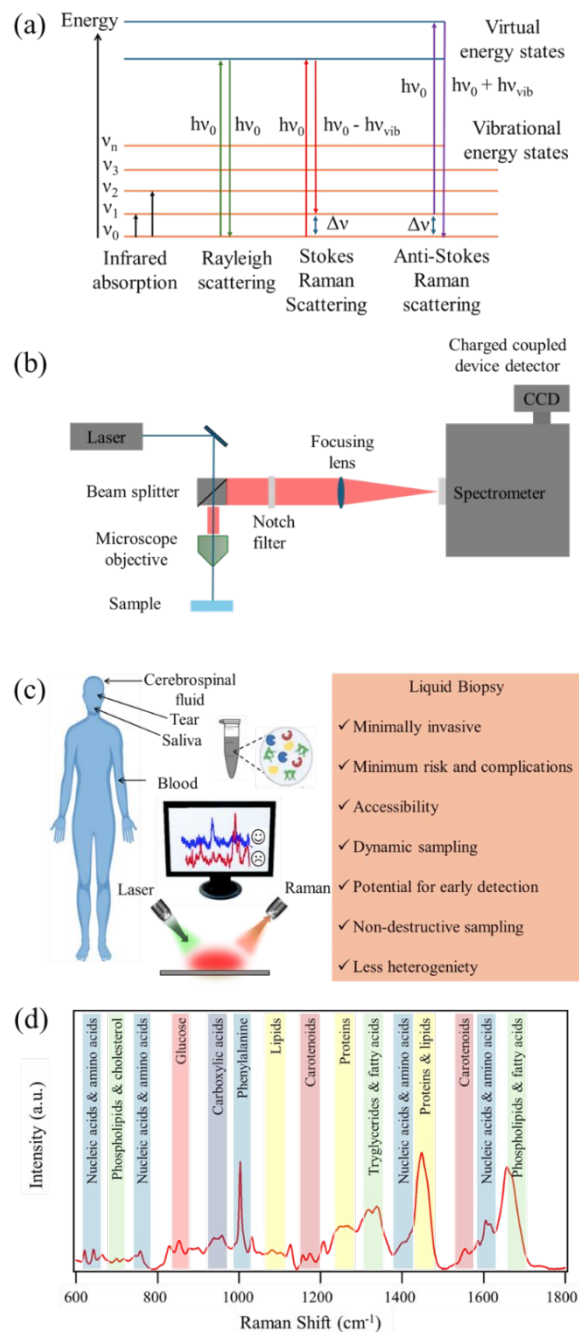 (a)
Energy
Virtual
energy states
hν0
hν0 + hνvib
hν0
hν0
hν0
hν0 - hνvib
Vibrational
energy states
νn
ν3
ν2
ν1
ν0
Δν
Δν
Infrared
absorption
Rayleigh
scattering
Stokes
Raman
Scattering
Anti-Stokes
Raman
scattering
(b)
Charged coupled
device detector
CCD
Laser
Focusing
lens
Beam splitter
Spectrometer
Notch
filter
Microscope
objective
Sample
(c)
Cerebrospinal
fluid
Tear
Saliva
Blood
Laser
Raman
Liquid Biopsy
✓ Minimally invasive
✓ Minimum risk and complications
✓ Accessibility
✓ Dynamic sampling
✓ Potential for early detection
✓ Non-destructive sampling
✓ Less heterogeniety
(d)
Intensity (a.u.)
Nucleic acids & amino acids
Phospholipids & cholesterol
Nucleic acids & amino acids
Glucose
Carboxylic acids
Phenylalanine
Lipids
Carotenoids
Proteins
Tryglycerides & fatty acids
Nucleic acids & amino acids
Proteins & lipids
Carotenoids
Nucleic acids & amino acids
Phospholipids & fatty acids
600 800 1000 1200 1400 1600 1800
Raman Shift (cm-1)